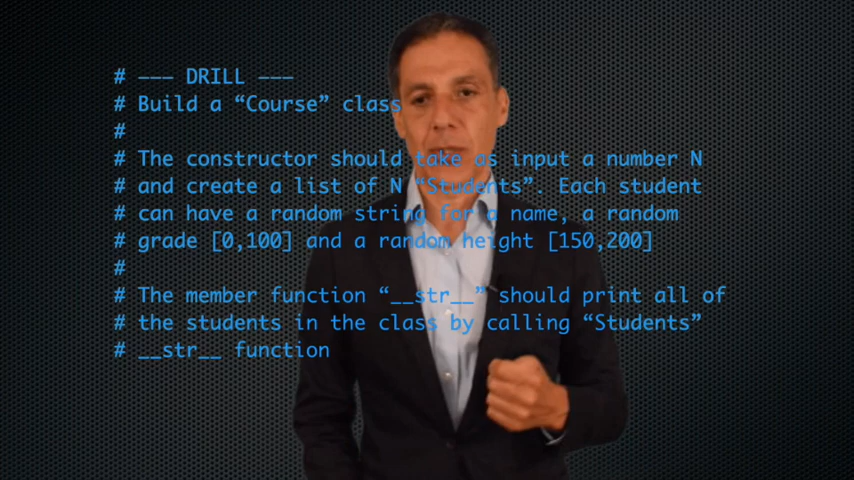 # ––– DRILL –––
# Build a “Course” class
#
# The constructor should take as input a number N
# and create a list of N “Students”. Each student
# can have a random string for a name, a random
# grade [0,100] and a random height [150,200]
#
# The member function “__str__” should print all of
# the students in the class by calling “Students”
# __str__ function